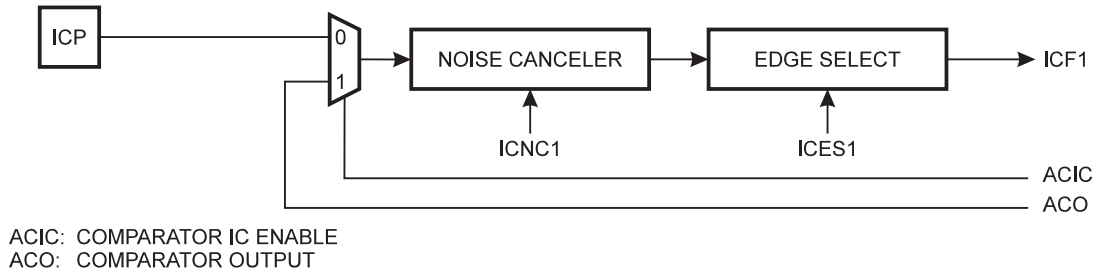 ICP
0
1
NOISE CANCELER
EDGE SELECT
ICF1
ICNC1
ICES1
ACIC
ACO
ACIC: COMPARATOR IC ENABLE
ACO: COMPARATOR OUTPUT